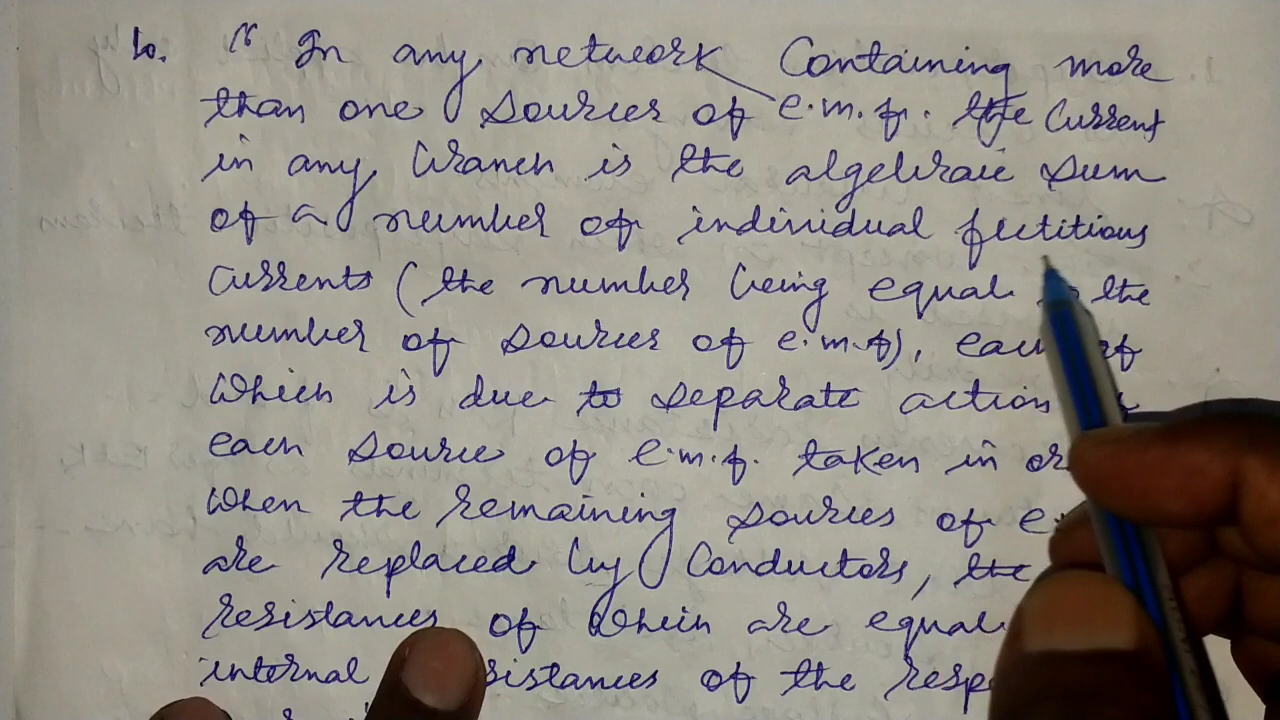 10. " In any network Containing more
than one sources of e.m.f. the Current
in any branch is the algebraic sum
of a number of individual fictitious
Currents (the number being equal the
number of sources of e.m.f), each of
which is due to separate action
each source of e.m.f. taken in
when the remaining sources of
are replaced by Conductors, the
resistances of which are equal
internal of the